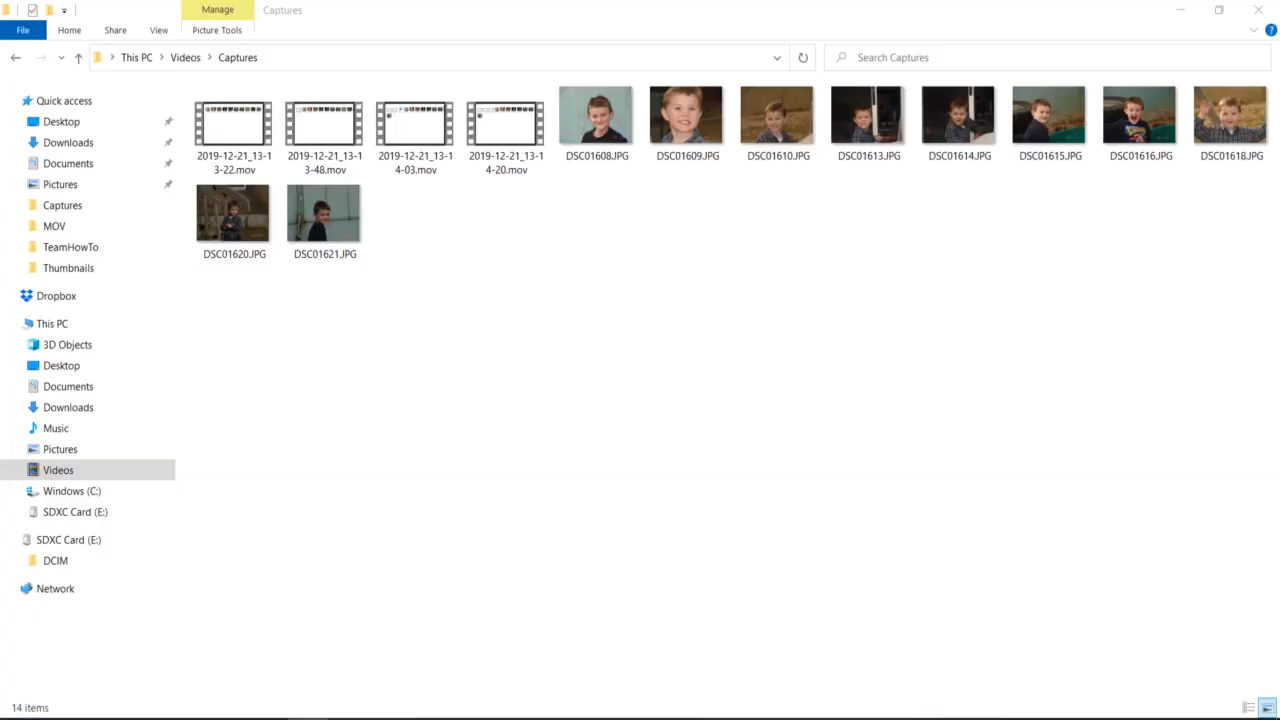 Manage
Captures
File
Home
Share
View
Picture Tools
This PC
Videos
Captures
Search Captures
Quick access
Desktop
Downloads
Documents
Pictures
Captures
MOV
TeamHowTo
Thumbnails
Dropbox
This PC
3D Objects
Desktop
Documents
Downloads
Music
Pictures
Videos
Windows (C:)
SDXC Card (E:)
SDXC Card (E:)
DCIM
Network
2019-12-21_13-1
3-22.mov
2019-12-21_13-1
3-48.mov
2019-12-21_13-1
4-03.mov
2019-12-21_13-1
4-20.mov
DSC01608.JPG
DSC01609.JPG
DSC01610.JPG
DSC01613.JPG
DSC01614.JPG
DSC01615.JPG
DSC01616.JPG
DSC01618.JPG
DSC01620.JPG
DSC01621.JPG
14 items